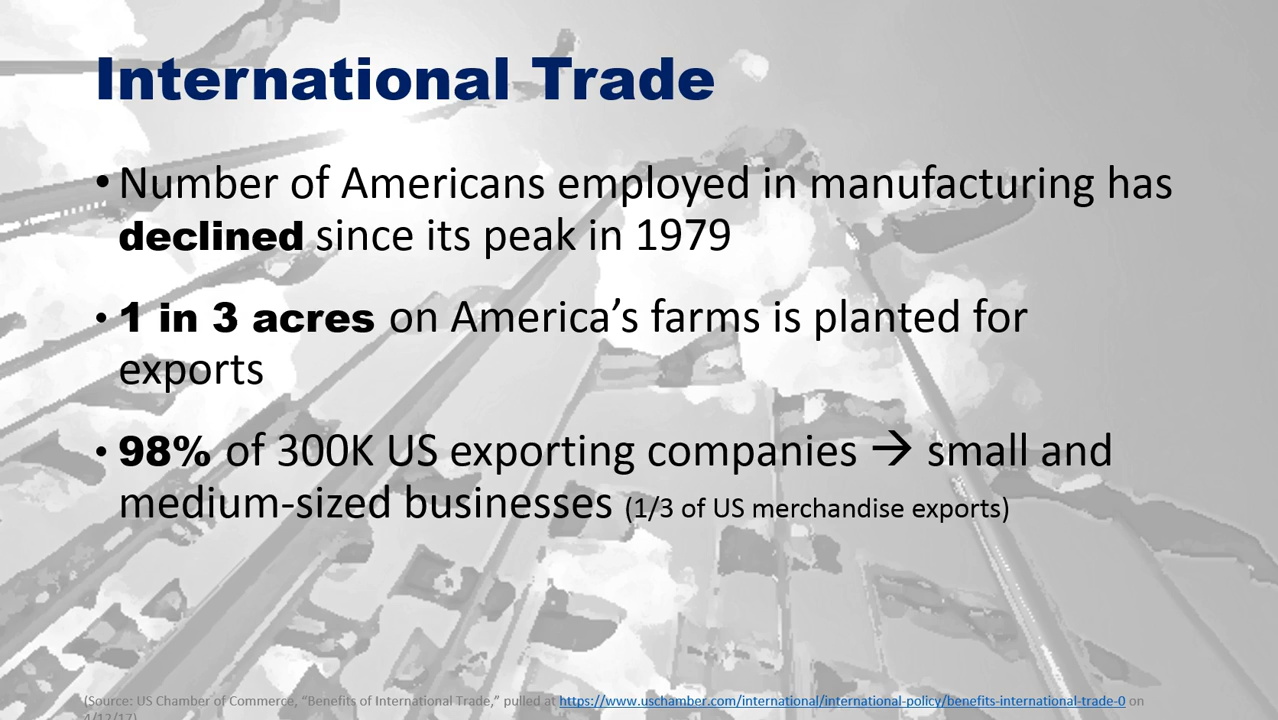 International Trade
• Number of Americans employed in manufacturing has
declined since its peak in 1979
• 1 in 3 acres on America’s farms is planted for
exports
• 98% of 300K US exporting companies → small and
medium-sized businesses (1/3 of US merchandise exports)
(Source: US Chamber of Commerce, “Benefits of International Trade,” pulled at https://www.uschamber.com/international/international-policy/benefits-international-trade-0 on
4/12/17)